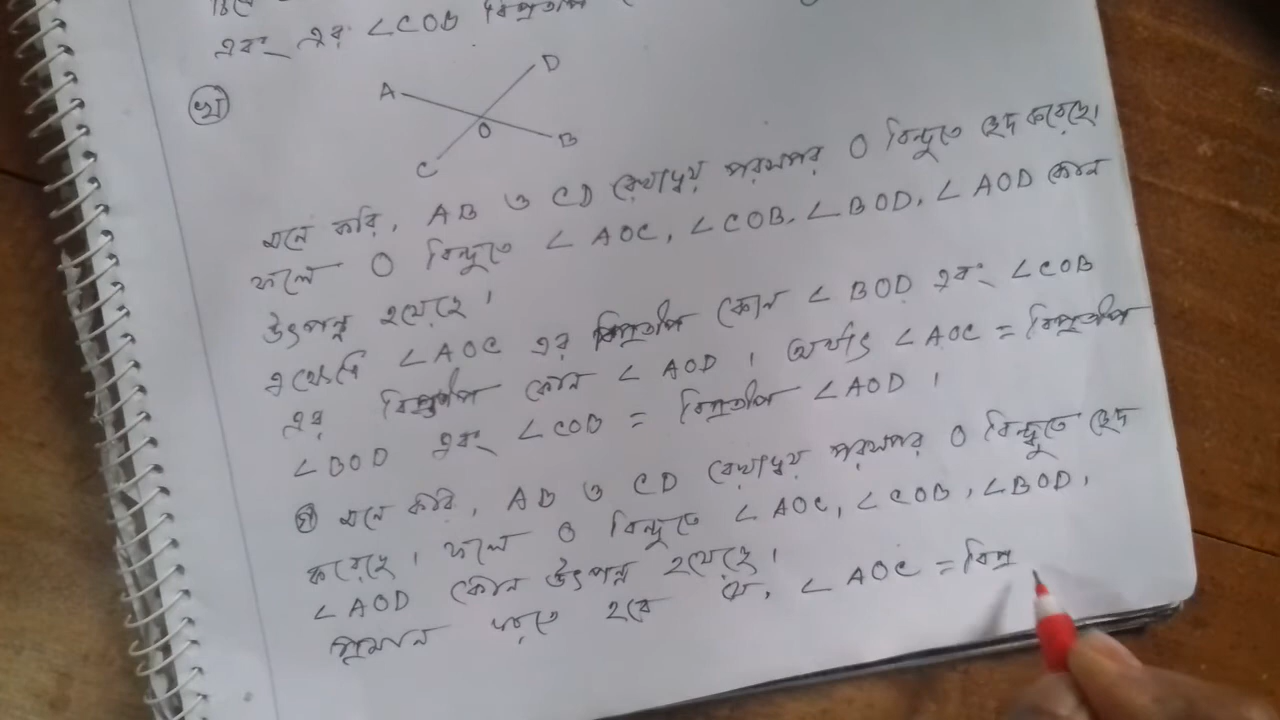 এবং এর ∠COB বিপ্রতীপ
খ
A
D
O
B
C
মনে করি, AB ও CD রেখাদ্বয় পরস্পর O বিন্দুতে ছেদ করেছে।
ফলে O বিন্দুতে ∠AOC, ∠COB, ∠BOD, ∠AOD কোন
উৎপন্ন হয়েছে।
∠AOC এর বিপ্রতীপ কোন ∠BOD এবং ∠COB
এর বিপ্রতীপ কোন ∠AOD । অর্থাৎ ∠AOC = বিপ্রতীপ
∠BOD এবং ∠COB = বিপ্রতীপ ∠AOD ।
গ মনে করি, AB ও CD রেখাদ্বয় পরস্পর O বিন্দুতে ছেদ
করেছে। ফলে O বিন্দুতে ∠AOC, ∠COB, ∠BOD,
∠AOD কোন উৎপন্ন হয়েছে।
প্রমান করতে হবে যে, ∠AOC = বিপ্র